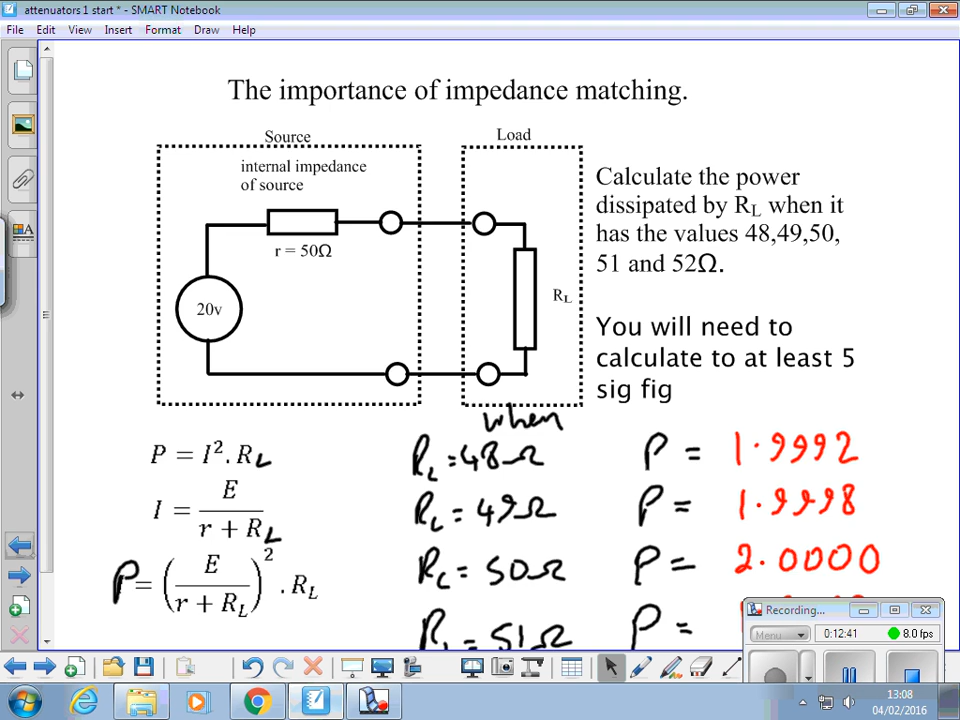 attenuators 1 start * - SMART Notebook
File Edit View Insert Format Draw Help
The importance of impedance matching.
Source
Load
internal impedance
of source
r = 50Ω
20v
RL
Calculate the power
dissipated by RL when it
has the values 48,49,50,
51 and 52Ω.
You will need to
calculate to at least 5
sig fig
when
P = I². RL
I = E / r + RL
P = (E / r + RL)² . RL
RL = 48Ω P = 1.9992
RL = 49Ω P = 1.9998
RL = 50Ω P = 2.0000
RL = 51Ω P =
Recording...
Menu
0:12:41
8.0 fps
13:08
04/02/2016